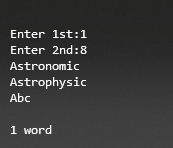 Enter 1st:1
Enter 2nd:8
Astronomic
Astrophysic
Abc
1 word